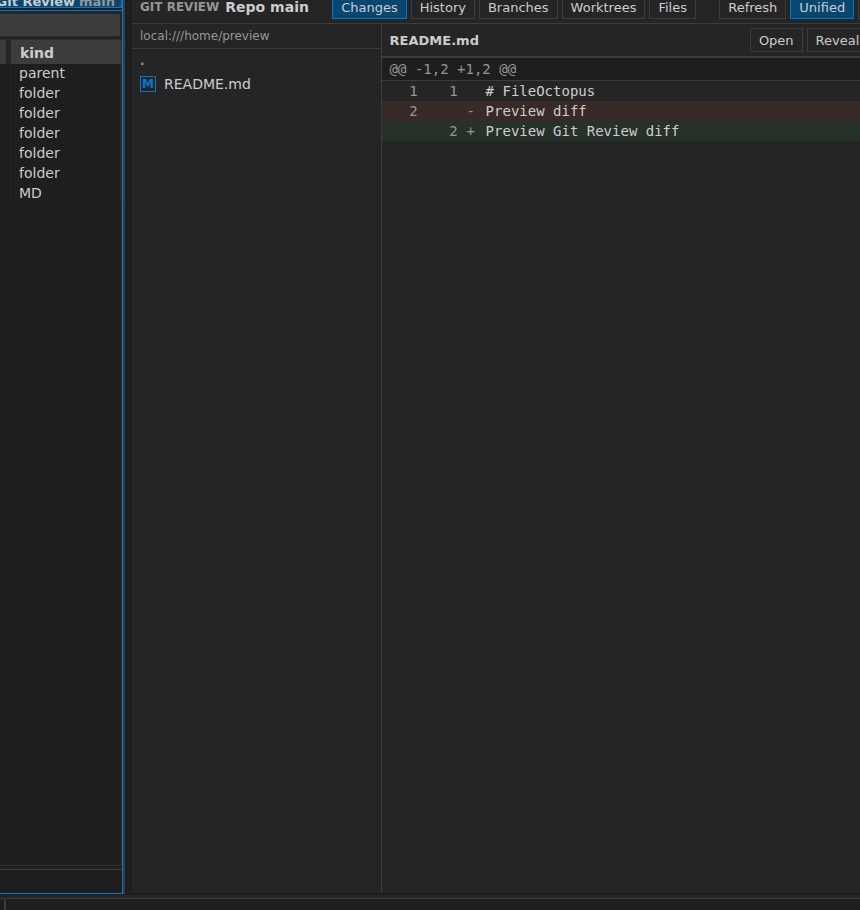 Git Review main
kind
parent
folder
folder
folder
folder
folder
MD
GIT REVIEW Repo main Changes History Branches Worktrees Files Refresh Unified
local:///home/preview
.
M README.md
README.md Open Reveal
@@ -1,2 +1,2 @@
1 1 # FileOctopus
2 - Preview diff
2 + Preview Git Review diff